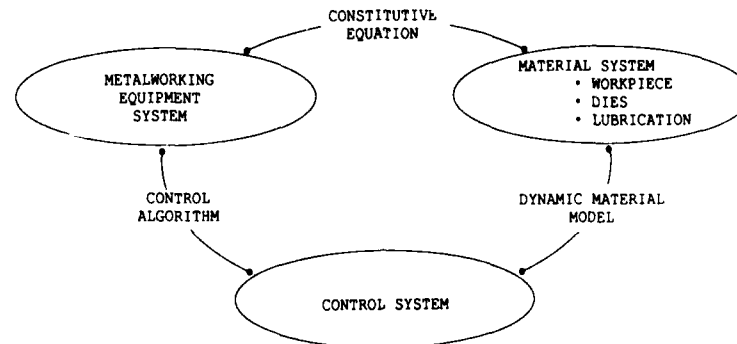 CONSTITUTIVE
EQUATION
METALWORKING
EQUIPMENT
SYSTEM
MATERIAL SYSTEM
• WORKPIECE
• DIES
• LUBRICATION
CONTROL
ALGORITHM
DYNAMIC MATERIAL
MODEL
CONTROL SYSTEM